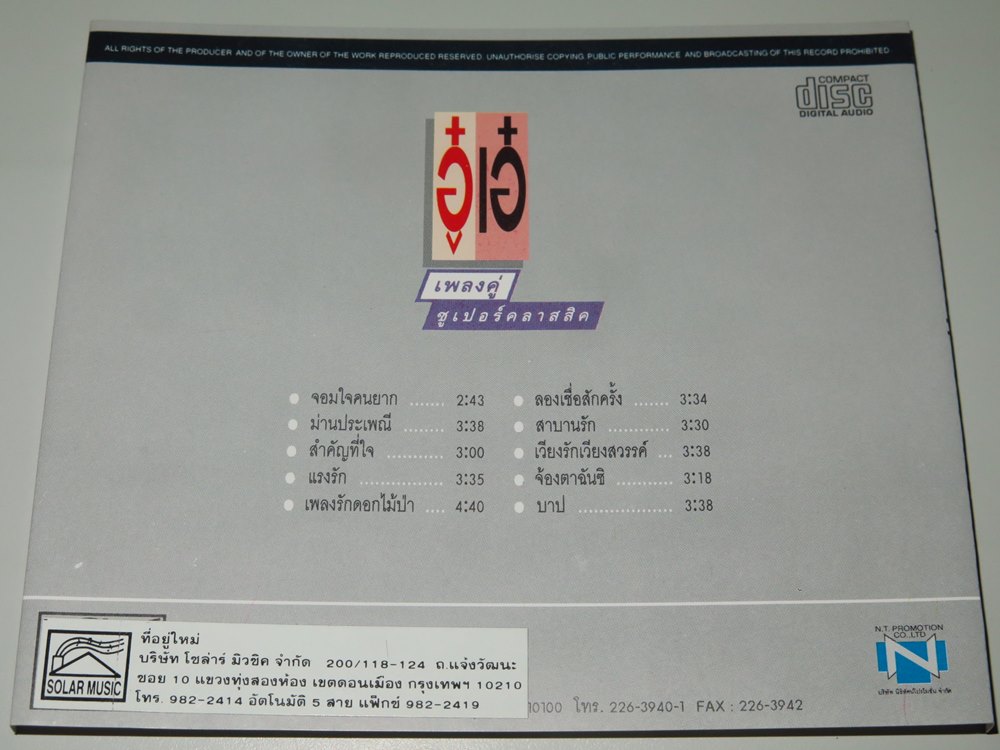 ALL RIGHTS OF THE PRODUCER AND OF THE OWNER OF THE WORK REPRODUCED RESERVED. UNAUTHORISE COPYING. PUBLIC PERFORMANCE. AND BROADCASTING OF THIS RECORD PROHIBITED
COMPACT
disc
DIGITAL AUDIO
อู๋เอ๋
เพลงคู่
ซูเปอร์คลาสสิค
จอมใจคนยาก ....... 2:43
ม่านประเพณี ........ 3:38
สำคัญที่ใจ ........... 3:00
แรงรัก ................ 3:35
เพลงรักดอกไม้ป่า .... 4:40
ลองเชื่อสักครั้ง ....... 3:34
สาบานรัก ............ 3:30
เวียงรักเวียงสวรรค์ ... 3:38
จ้องตาฉันซิ ........... 3:18
บาป .................. 3:38
SOLAR MUSIC
ที่อยู่ใหม่
บริษัท โซล่าร์ มิวซิค จำกัด 200/118-124 ถ.แจ้งวัฒนะ
ซอย 10 แขวงทุ่งสองห้อง เขตดอนเมือง กรุงเทพฯ 10210
โทร. 982-2414 อัตโนมัติ 5 สาย แฟ็กซ์ 982-2419
10100 โทร. 226-3940-1 FAX : 226-3942
N.T. PROMOTION
CO.,LTD
N